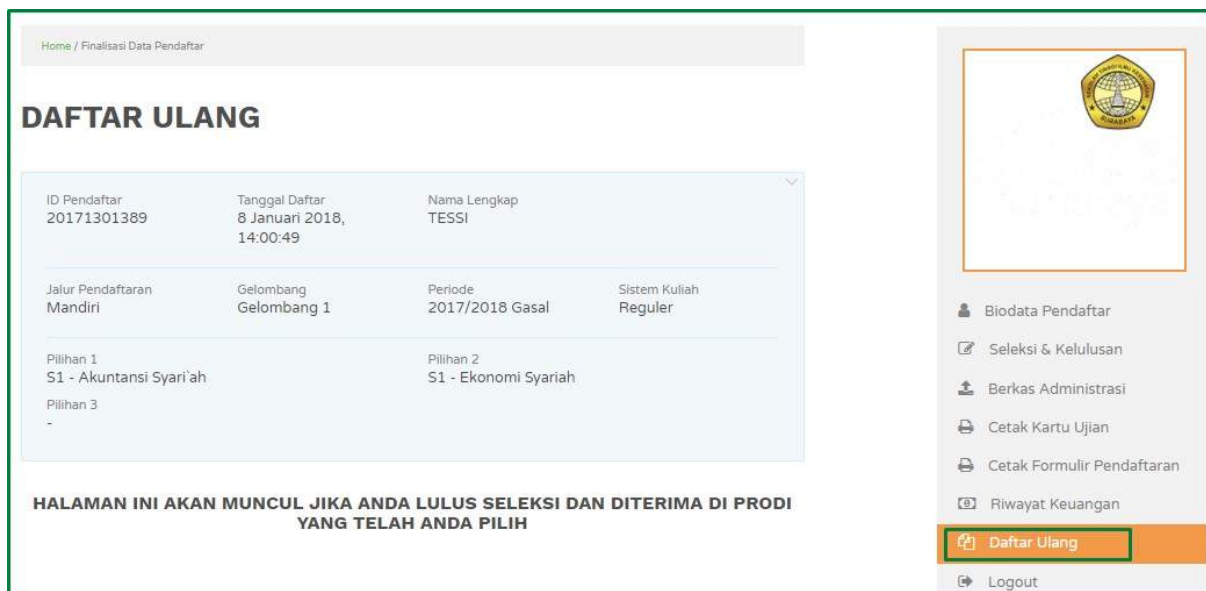 Home / Finalisasi Data Pendaftar
DAFTAR ULANG
ID Pendaftar
20171301389
Tanggal Daftar
8 Januari 2018,
14:00:49
Nama Lengkap
TESSI
Jalur Pendaftaran
Mandiri
Gelombang
Gelombang 1
Periode
2017/2018 Gasal
Sistem Kuliah
Reguler
Pilihan 1
S1 - Akuntansi Syari`ah
Pilihan 2
S1 - Ekonomi Syariah
Pilihan 3
-
HALAMAN INI AKAN MUNCUL JIKA ANDA LULUS SELEKSI DAN DITERIMA DI PRODI
YANG TELAH ANDA PILIH
SURABAYA
Biodata Pendaftar
Seleksi & Kelulusan
Berkas Administrasi
Cetak Kartu Ujian
Cetak Formulir Pendaftaran
Riwayat Keuangan
Daftar Ulang
Logout